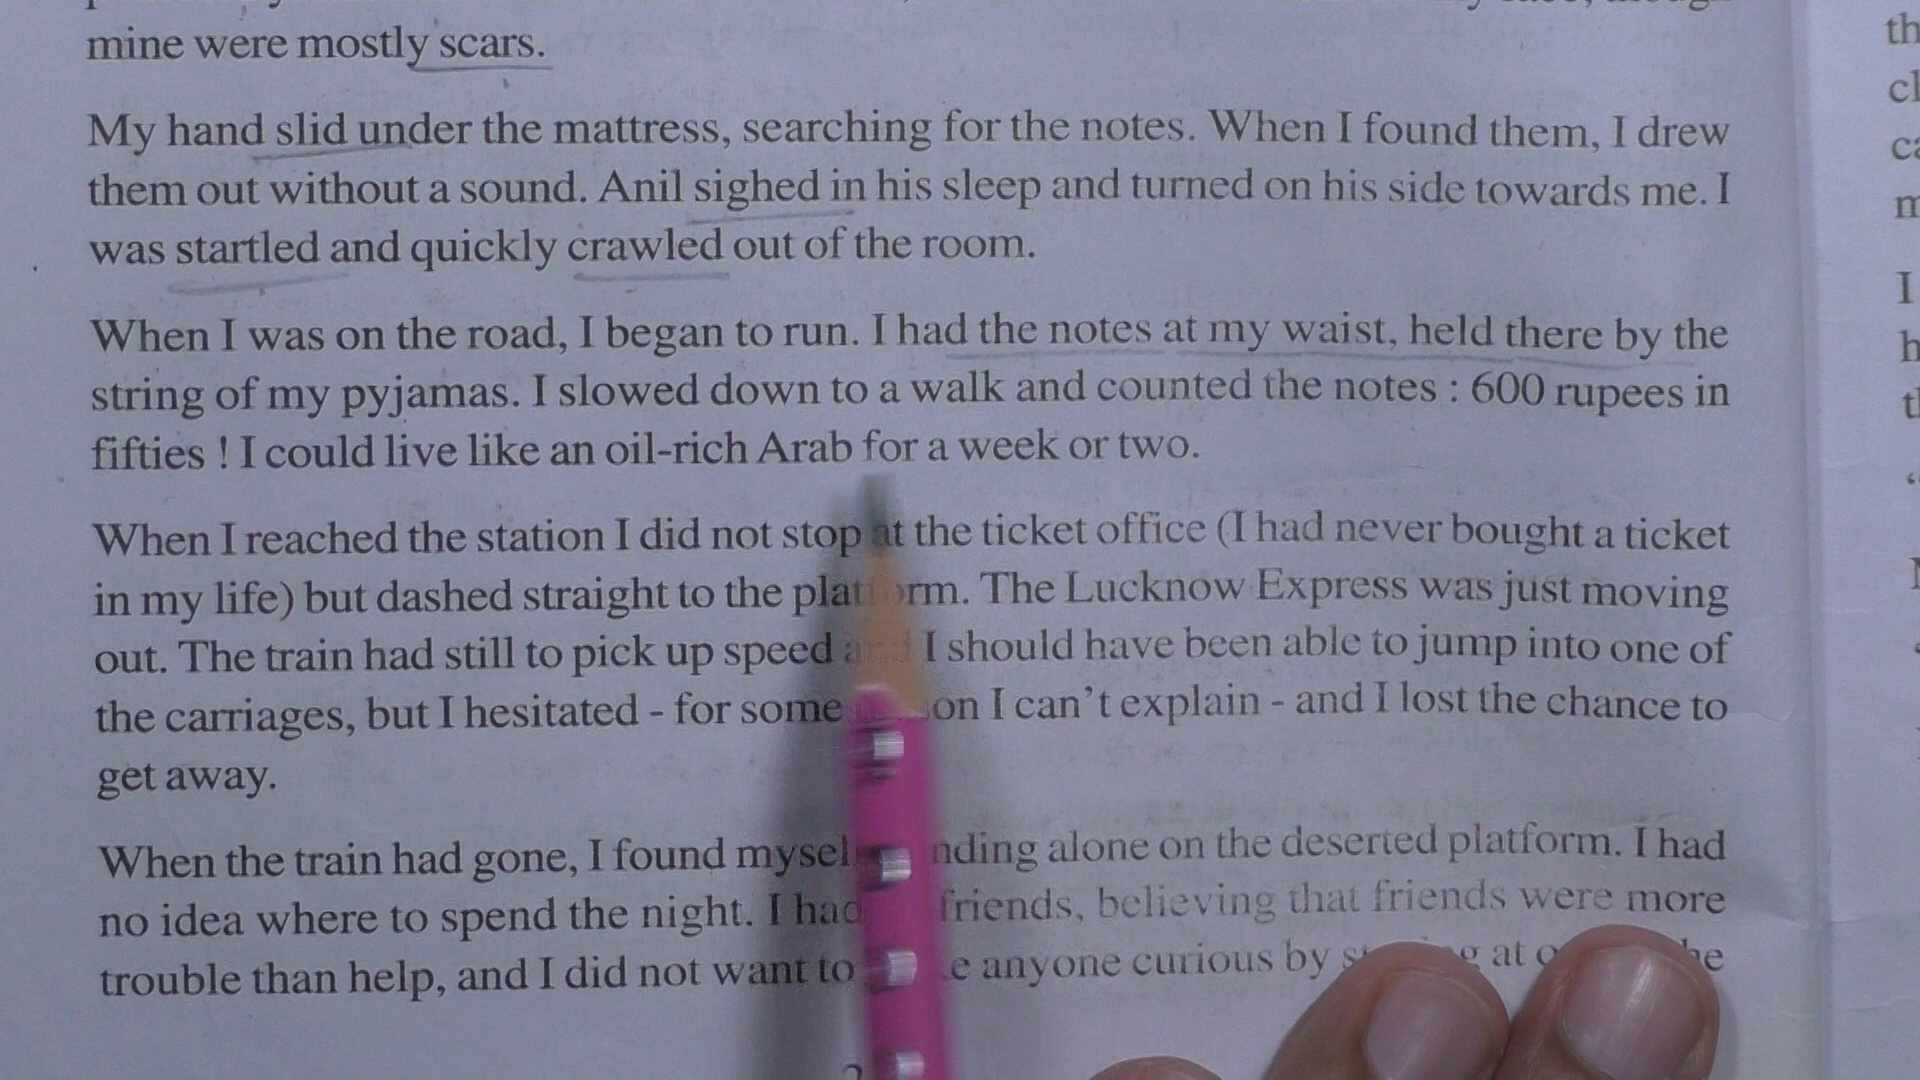 mine were mostly scars.
My hand slid under the mattress, searching for the notes. When I found them, I drew
them out without a sound. Anil sighed in his sleep and turned on his side towards me. I
was startled and quickly crawled out of the room.
When I was on the road, I began to run. I had the notes at my waist, held there by the
string of my pyjamas. I slowed down to a walk and counted the notes : 600 rupees in
fifties ! I could live like an oil-rich Arab for a week or two.
When I reached the station I did not stop at the ticket office (I had never bought a ticket
in my life) but dashed straight to the platform. The Lucknow Express was just moving
out. The train had still to pick up speed and I should have been able to jump into one of
the carriages, but I hesitated - for some I can't explain - and I lost the chance to
get away.
When the train had gone, I found alone on the deserted platform. I had
no idea where to spend the night. I had friends, believing that friends were more
trouble than help, and I did not want to anyone curious by at